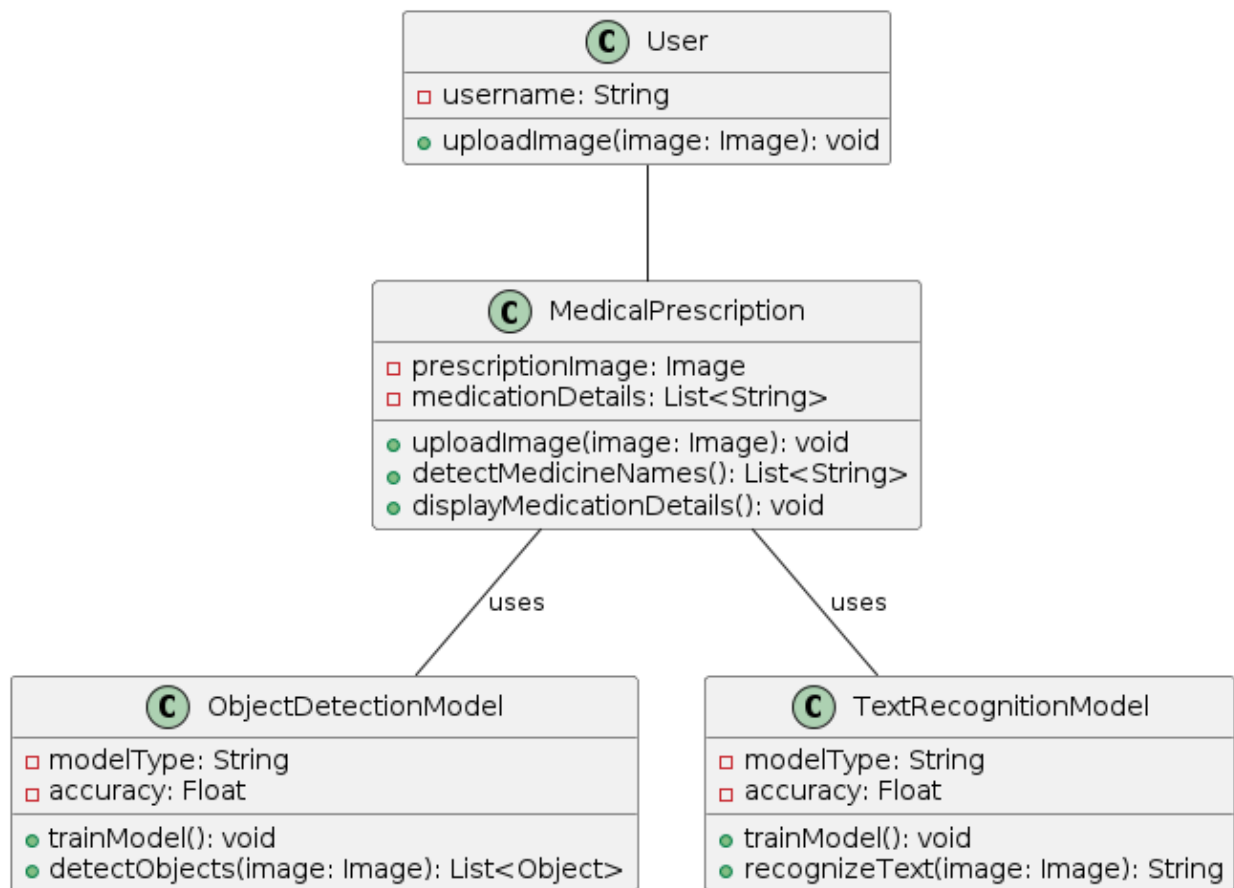 C User
username: String
uploadImage(image: Image): void
C MedicalPrescription
prescriptionImage: Image
medicationDetails: List<String>
uploadImage(image: Image): void
detectMedicineNames(): List<String>
displayMedicationDetails(): void
uses
uses
C ObjectDetectionModel
modelType: String
accuracy: Float
trainModel(): void
detectObjects(image: Image): List<Object>
C TextRecognitionModel
modelType: String
accuracy: Float
trainModel(): void
recognizeText(image: Image): String